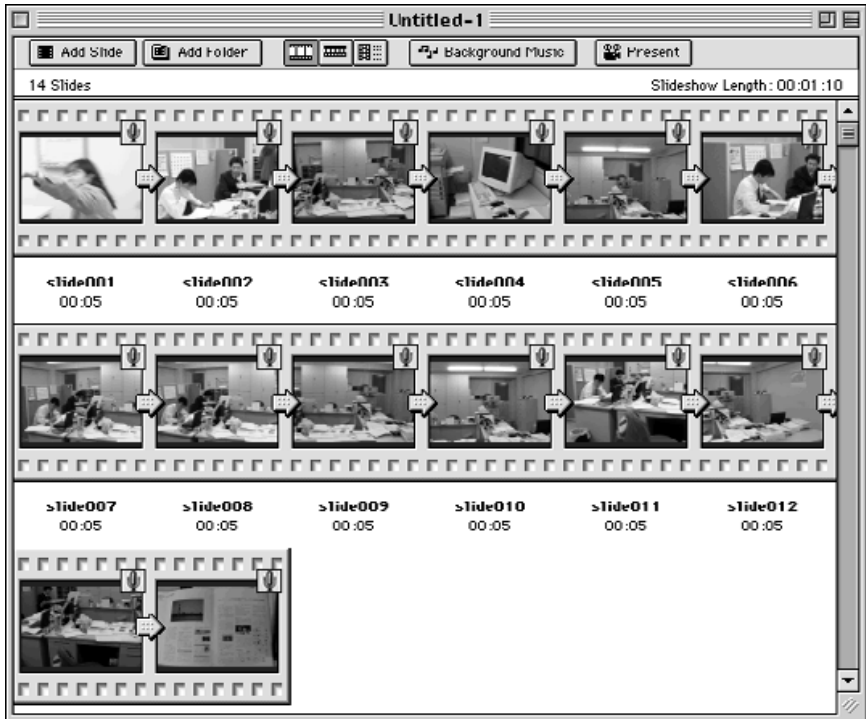 Untitled-1
Add Slide Add Folder Background Music Present
14 Slides Slideshow Length: 00:01:10
slide001 slide002 slide003 slide004 slide005 slide006
00:05 00:05 00:05 00:05 00:05 00:05
slide007 slide008 slide009 slide010 slide011 slide012
00:05 00:05 00:05 00:05 00:05 00:05